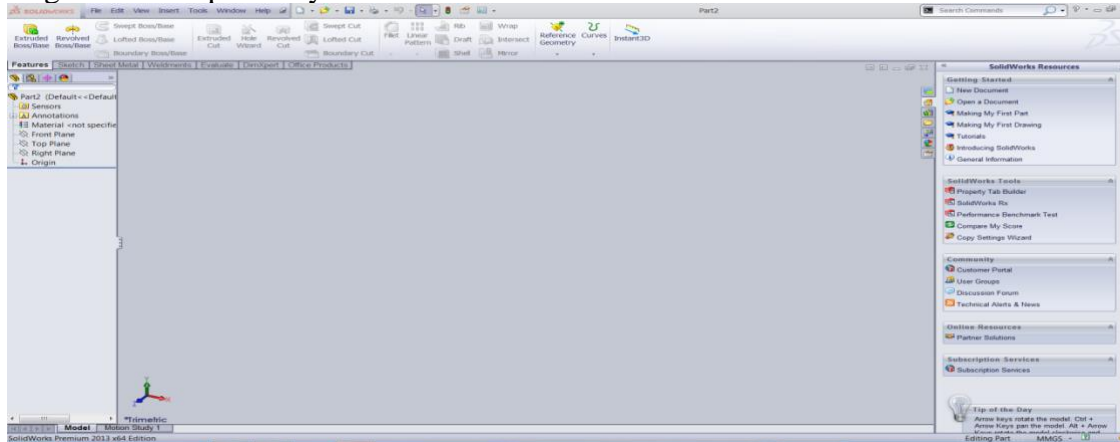 SOLIDWORKS File Edit View Insert Tools Window Help Part2 Search Commands
Extruded Boss/Base
Revolved Boss/Base
Swept Boss/Base
Lofted Boss/Base
Boundary Boss/Base
Extruded Cut
Hole Wizard
Revolved Cut
Swept Cut
Lofted Cut
Boundary Cut
Fillet
Linear Pattern
Rib
Draft
Shell
Wrap
Intersect
Mirror
Reference Geometry
Curves
Instant3D
Features Sketch Sheet Metal Weldments Evaluate DimXpert Office Products
Part2 (Default<<Default
Sensors
Annotations
Material <not specifie
Front Plane
Top Plane
Right Plane
Origin
*Trimetric
Model Motion Study 1
SolidWorks Premium 2013 x64 Edition
SolidWorks Resources
Getting Started
New Document
Open a Document
Making My First Part
Making My First Drawing
Tutorials
Introducing SolidWorks
General Information
SolidWorks Tools
Property Tab Builder
SolidWorks Rx
Performance Benchmark Test
Compare My Score
Copy Settings Wizard
Community
Customer Portal
User Groups
Discussion Forum
Technical Alerts & News
Online Resources
Partner Solutions
Subscription Services
Subscription Services
Tip of the Day
Arrow keys rotate the model. Ctrl +
Arrow Keys pan the model. Alt + Arrow
Editing Part MMGS